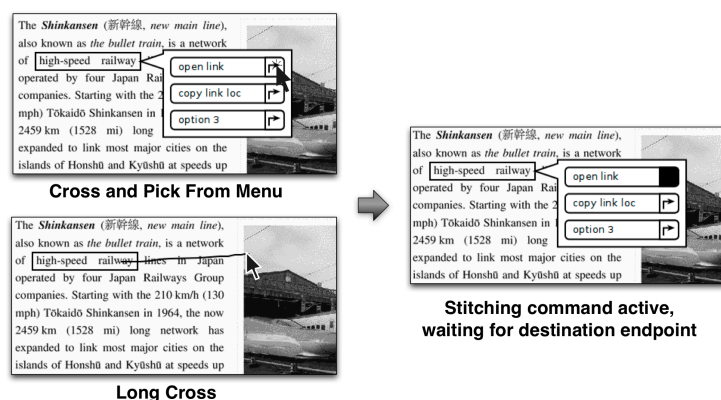 The Shinkansen (新幹線, new main line),
also known as the bullet train, is a network
of high-speed railway
operated by four Japan Rai
companies. Starting with the 2
mph) Tōkaidō Shinkansen in
2459 km (1528 mi) long
expanded to link most major cities on the
islands of Honshū and Kyūshū at speeds up
open link
copy link loc
option 3
Cross and Pick From Menu
The Shinkansen (新幹線, new main line),
also known as the bullet train, is a network
of high-speed railway lines in Japan
operated by four Japan Railways Group
companies. Starting with the 210 km/h (130
mph) Tōkaidō Shinkansen in 1964, the now
2459 km (1528 mi) long network has
expanded to link most major cities on the
islands of Honshū and Kyūshū at speeds up
Long Cross
The Shinkansen (新幹線, new main line),
also known as the bullet train, is a network
of high-speed railway
operated by four Japan Rai
companies. Starting with the 2
mph) Tōkaidō Shinkansen in
2459 km (1528 mi) long
expanded to link most major cities on the
islands of Honshū and Kyūshū at speeds up
open link
copy link loc
option 3
Stitching command active,
waiting for destination endpoint